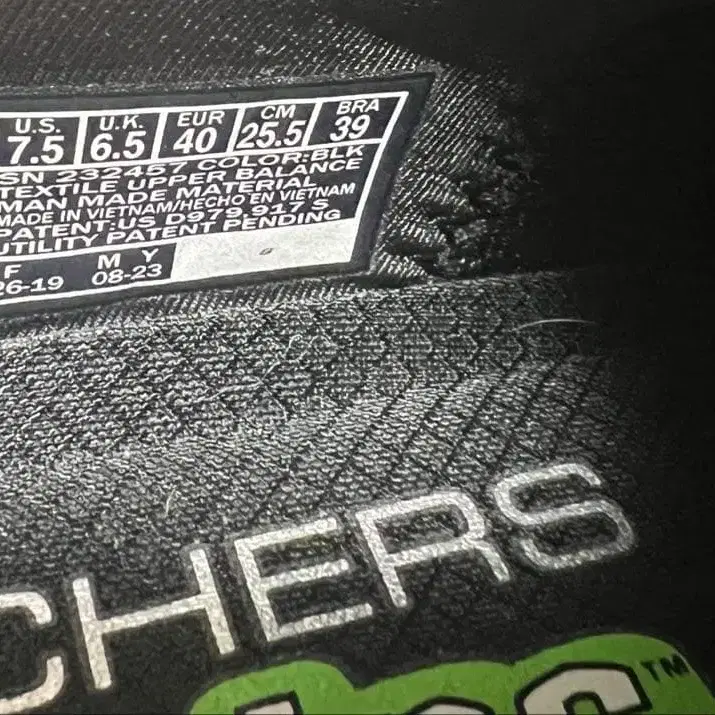 U.S. U.K. EUR CM BRA
7.5 6.5 40 25.5 39
SN 232457 COLOR:BLK
TEXTILE UPPER BALANCE
MAN MADE MATERIAL
MADE IN VIETNAM/HECHO EN VIETNAM
PATENT:US D979,917 S
UTILITY PATENT PENDING
F M Y
26-19 08-23
CHERS
TM